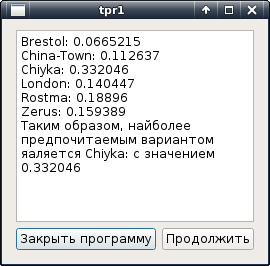 tpr1
Brestol: 0.0665215
China-Town: 0.112637
Chiyka: 0.332046
London: 0.140447
Rostma: 0.18896
Zerus: 0.159389
Таким образом, найболее
предпочитаемым вариантом
яаляется Chiyka: с значением
0.332046
Закрыть программу Продолжить